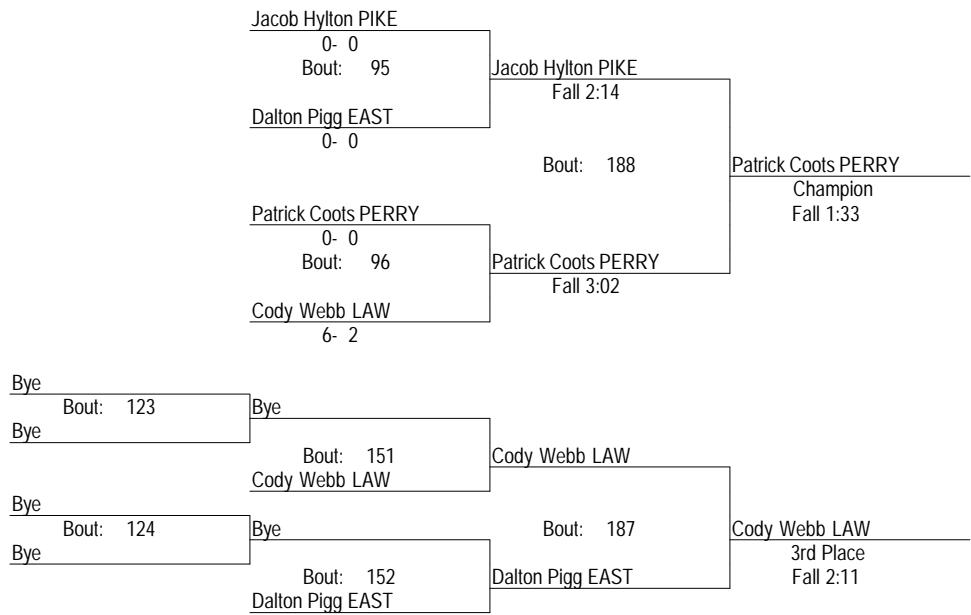 Jacob Hylton PIKE
0- 0
Bout: 95
Jacob Hylton PIKE
Fall 2:14
Dalton Pigg EAST
0- 0
Bout: 188
Patrick Coots PERRY
Champion
Fall 1:33
Patrick Coots PERRY
0- 0
Bout: 96
Patrick Coots PERRY
Fall 3:02
Cody Webb LAW
6- 2
Bye
Bout: 123
Bye
Bye
Bout: 151
Cody Webb LAW
Cody Webb LAW
Bye
Bout: 124
Bye
Bye
Bout: 187
Cody Webb LAW
3rd Place
Fall 2:11
Bout: 152
Dalton Pigg EAST
Dalton Pigg EAST